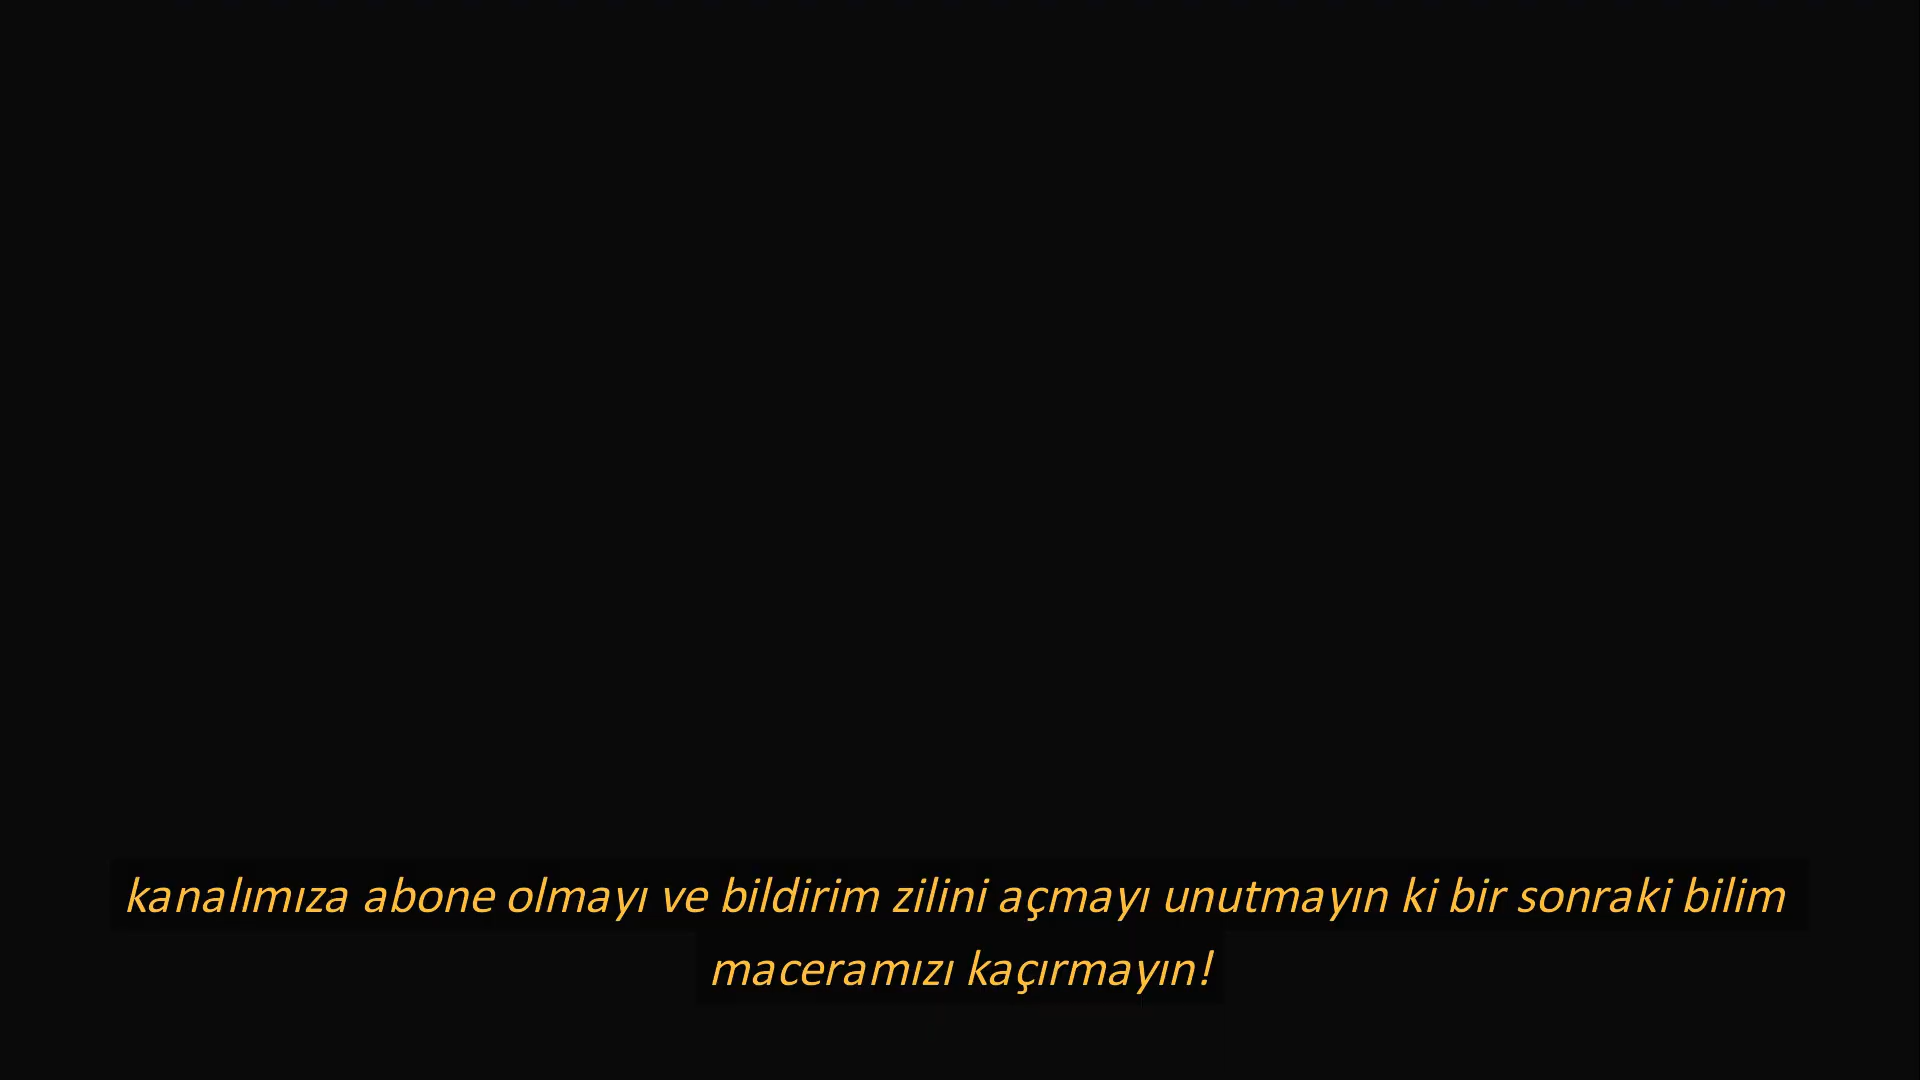 kanalımıza abone olmayı ve bildirim zilini açmayı unutmayın ki bir sonraki bilim
maceramızı kaçırmayın!